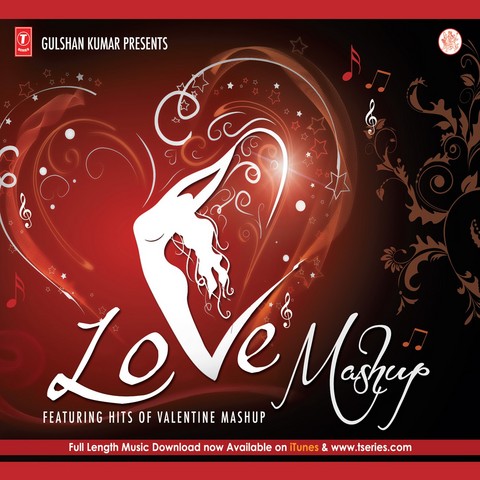 T-SERIES
GULSHAN KUMAR PRESENTS
Love
Mashup
FEATURING HITS OF VALENTINE MASHUP
Full Length Music Download now Available on iTunes & www.tseries.com